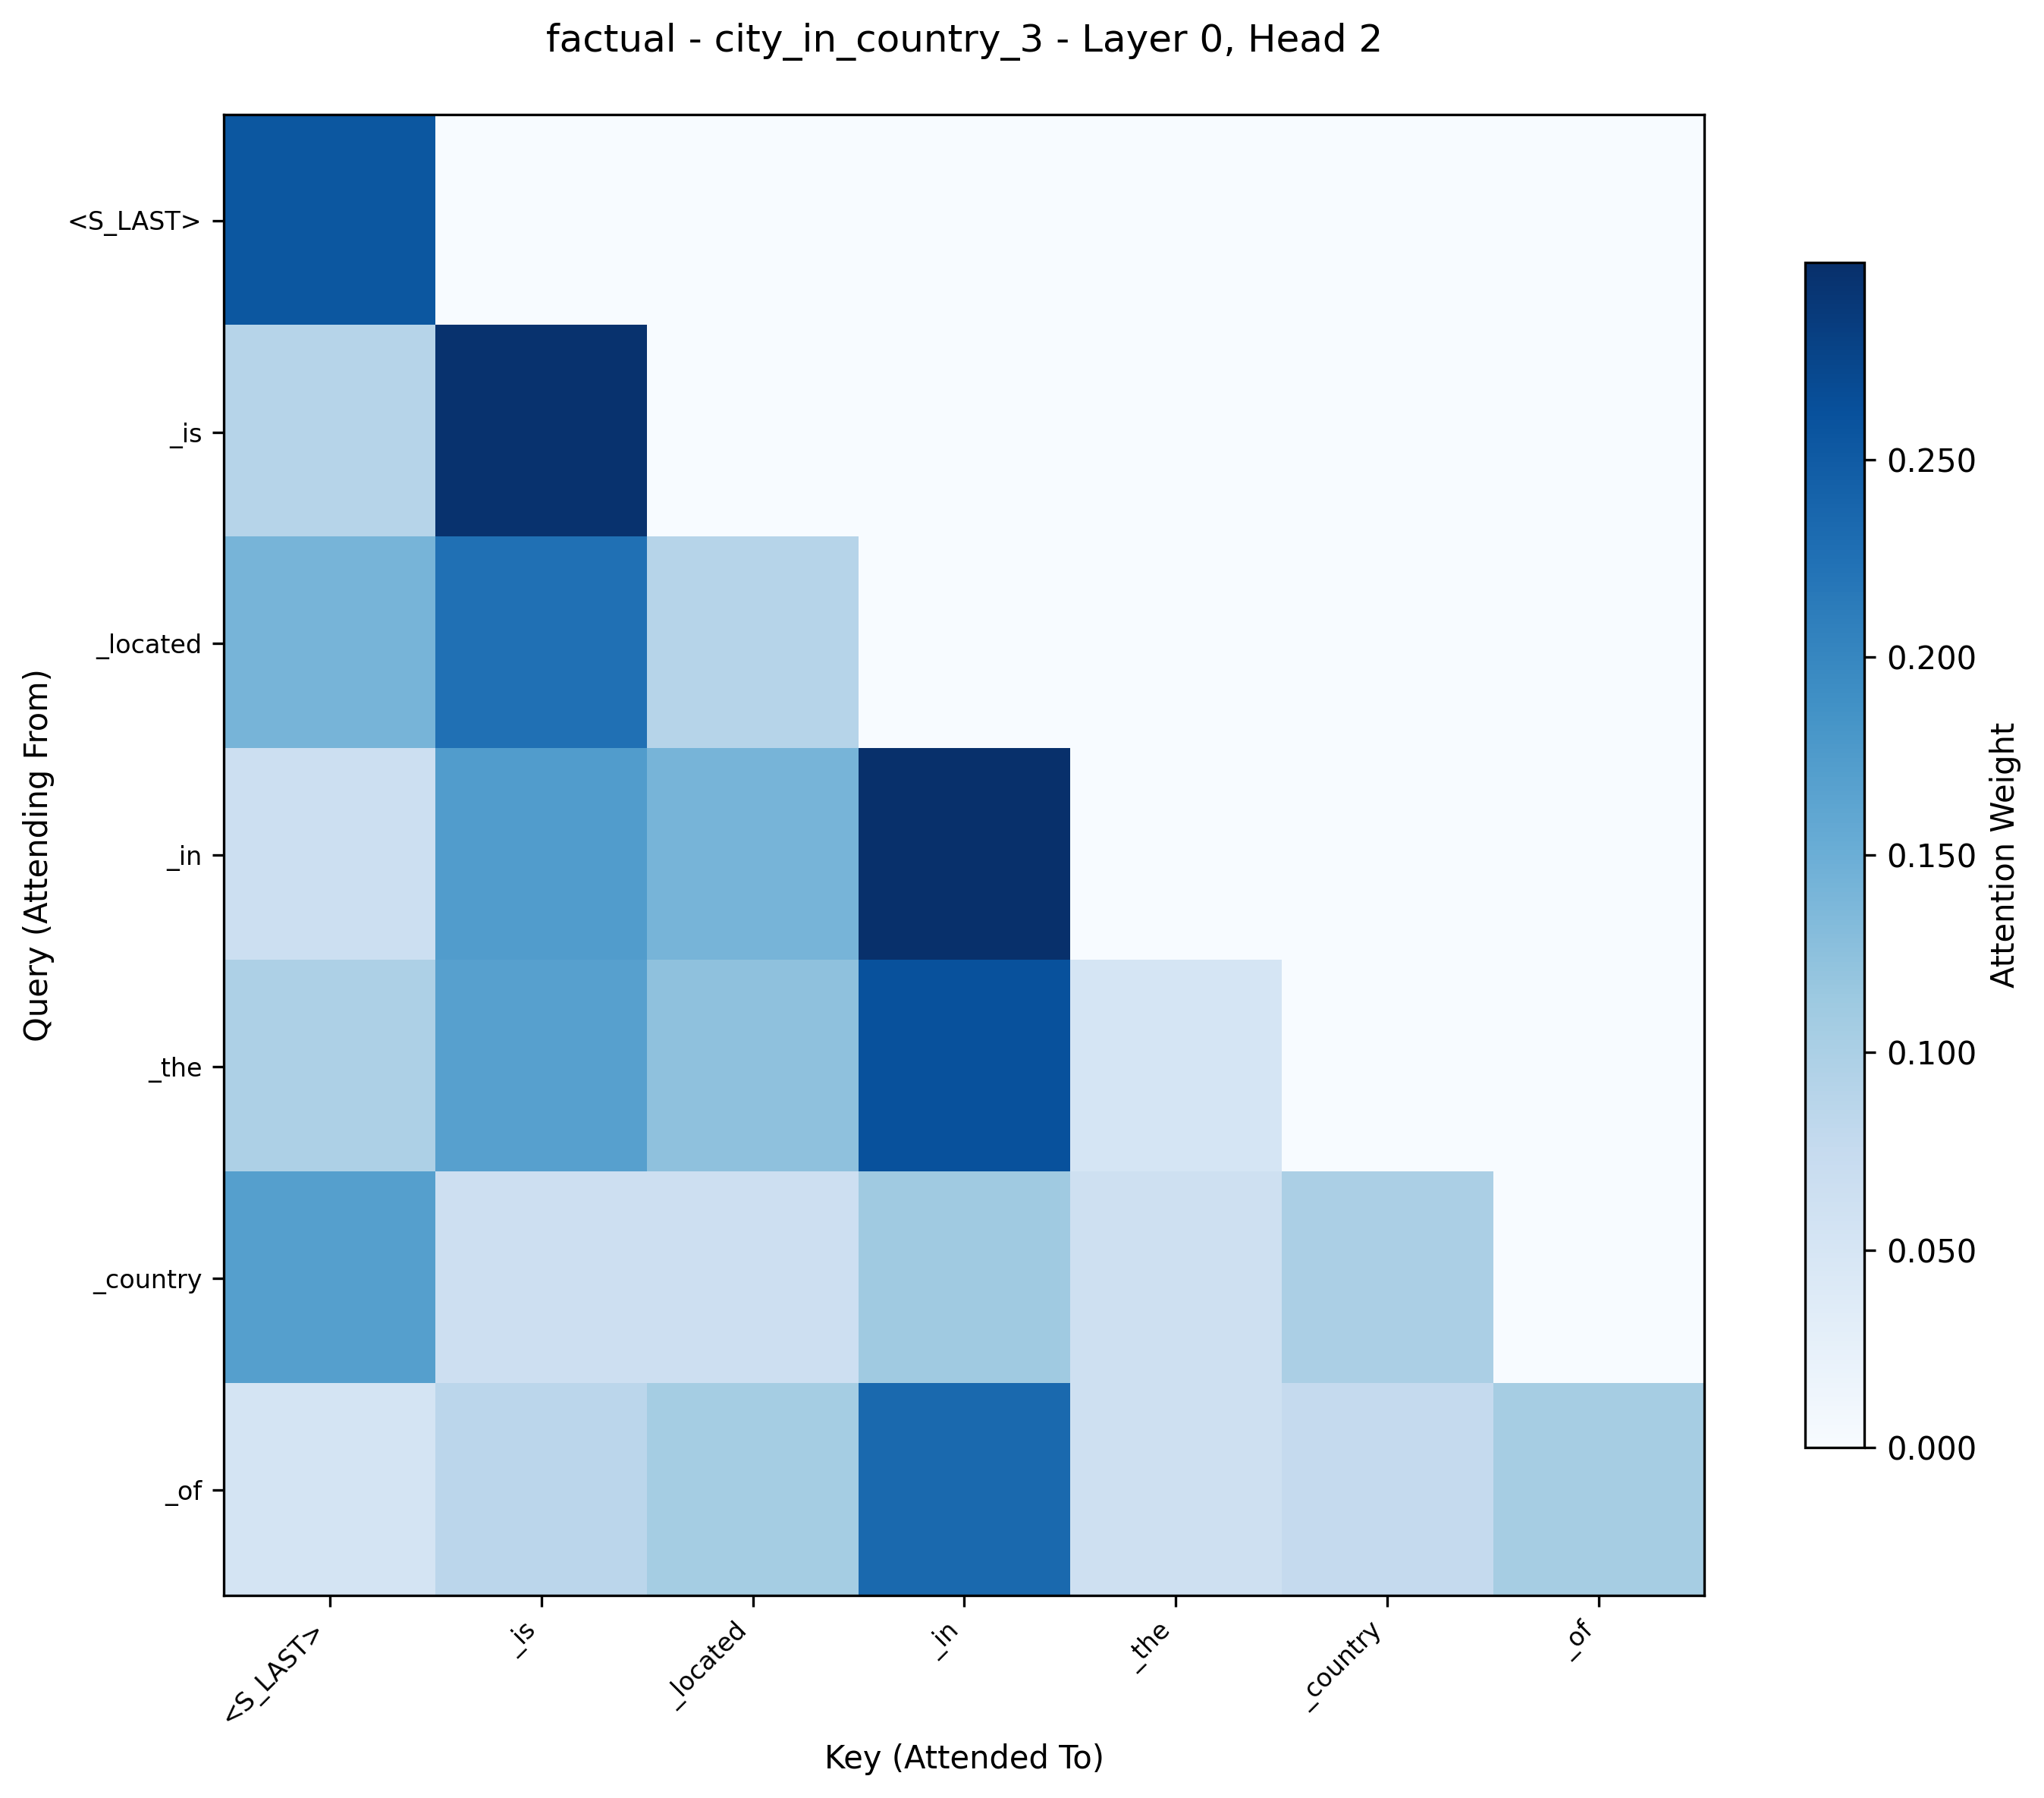 factual - city_in_country_3 - Layer 0, Head 2
Query (Attending From)
<S_LAST>
_is
_located
_in
_the
_country
_of
<S_LAST>
_is
_located
_in
_the
_country
_of
Key (Attended To)
0.250
0.200
0.150
0.100
0.050
0.000
Attention Weight